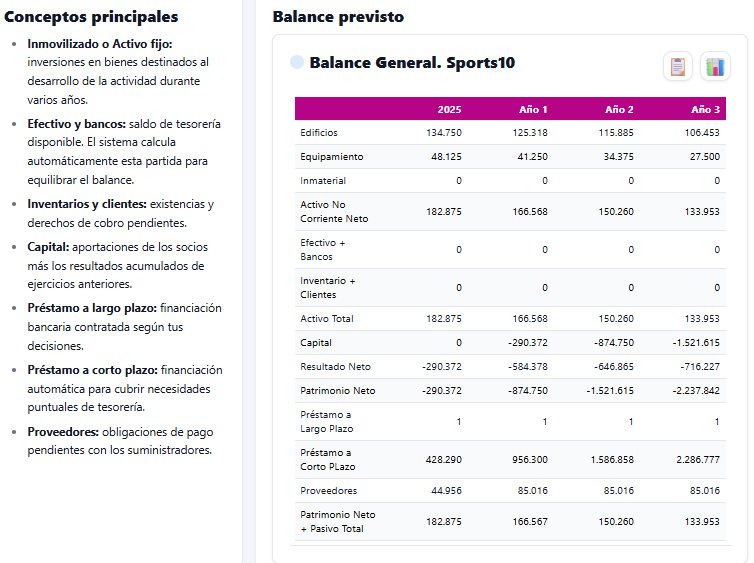 Conceptos principales
Inmovilizado o Activo fijo:
inversiones en bienes destinados al
desarrollo de la actividad durante
varios años.
Efectivo y bancos: saldo de tesorería
disponible. El sistema calcula
automáticamente esta partida para
equilibrar el balance.
Inventarios y clientes: existencias y
derechos de cobro pendientes.
Capital: aportaciones de los socios
más los resultados acumulados de
ejercicios anteriores.
Préstamo a largo plazo: financiación
bancaria contratada según tus
decisiones.
Préstamo a corto plazo: financiación
automática para cubrir necesidades
puntuales de tesorería.
Proveedores: obligaciones de pago
pendientes con los suministradores.
Balance previsto
Balance General. Sports10
2025 Año 1 Año 2 Año 3
Edificios 134.750 125.318 115.885 106.453
Equipamiento 48.125 41.250 34.375 27.500
Inmaterial 0 0 0 0
Activo No
Corriente Neto 182.875 166.568 150.260 133.953
Efectivo +
Bancos 0 0 0 0
Inventario +
Clientes 0 0 0 0
Activo Total 182.875 166.568 150.260 133.953
Capital 0 -290.372 -874.750 -1.521.615
Resultado Neto -290.372 -584.378 -646.865 -716.227
Patrimonio Neto -290.372 -874.750 -1.521.615 -2.237.842
Préstamo a
Largo Plazo 1 1 1 1
Préstamo a
Corto PLazo 428.290 956.300 1.586.858 2.286.777
Proveedores 44.956 85.016 85.016 85.016
Patrimonio Neto
+ Pasivo Total 182.875 166.567 150.260 133.953